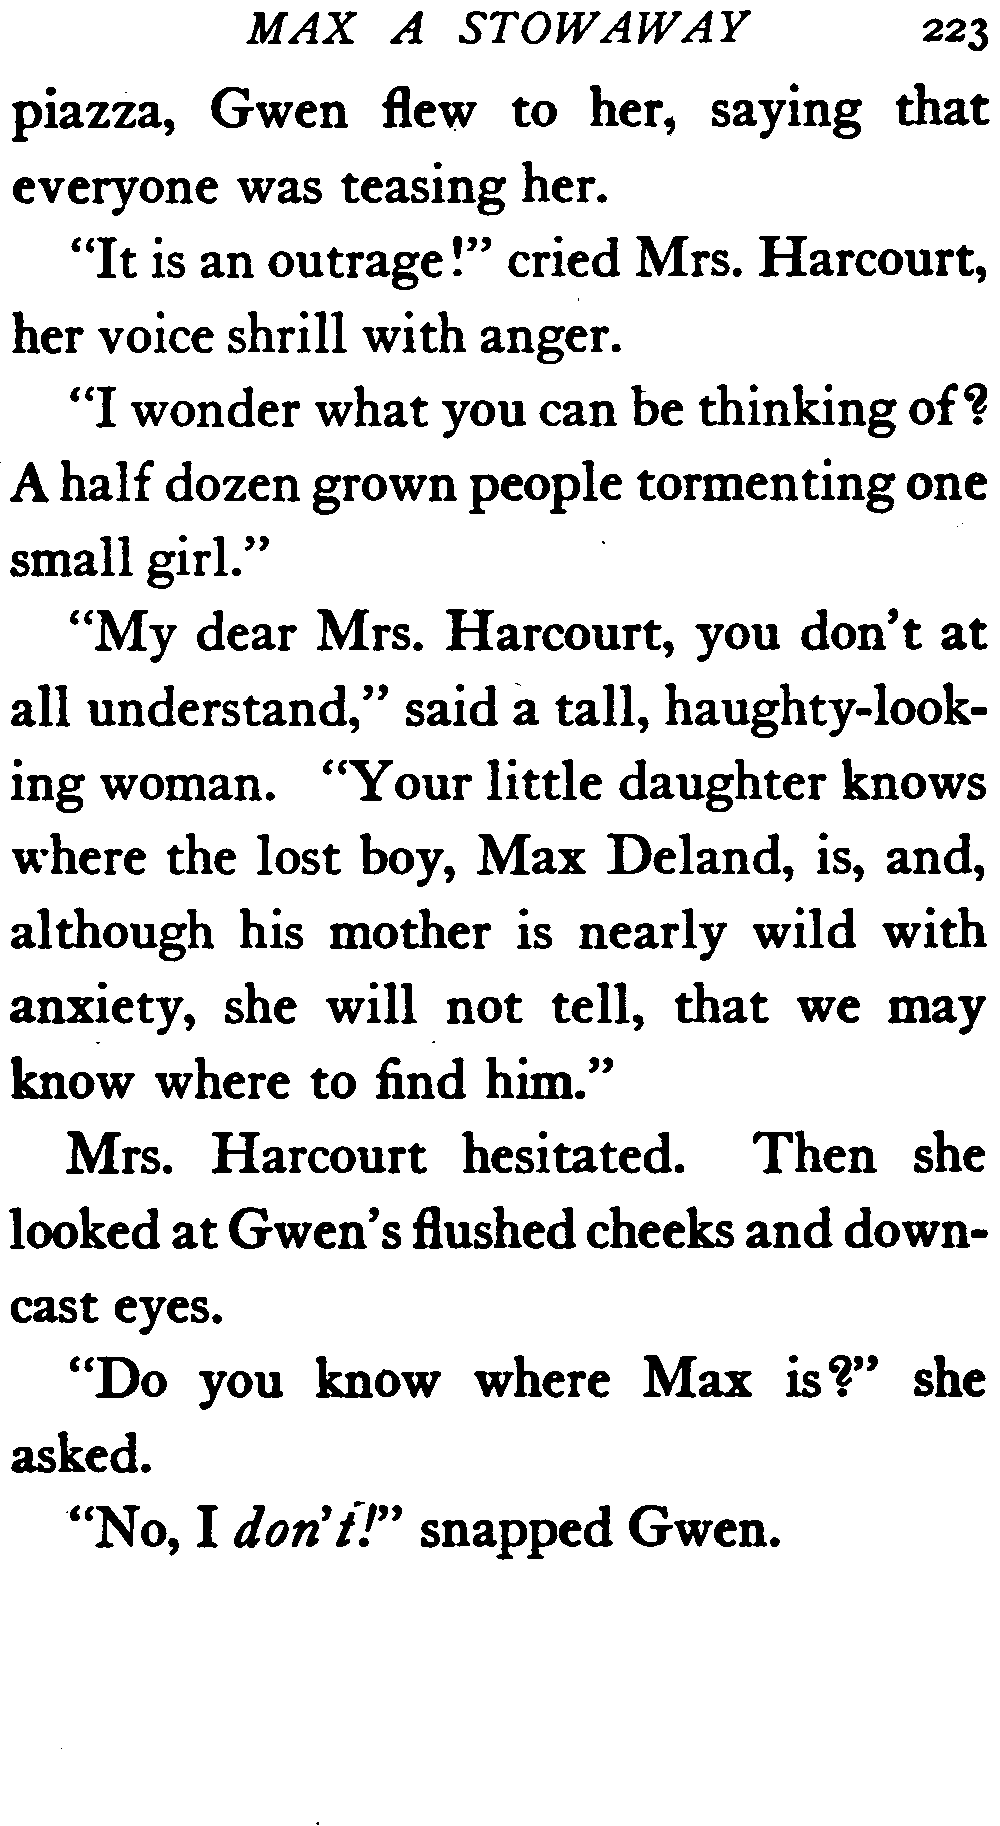 MAX A STOWAWAY 223
piazza, Gwen flew to her, saying that
everyone was teasing her.
"It is an outrage!" cried Mrs. Harcourt,
her voice shrill with anger.
"I wonder what you can be thinking of?
A half dozen grown people tormenting one
small girl."
"My dear Mrs. Harcourt, you don't at
all understand," said a tall, haughty-look-
ing woman. "Your little daughter knows
where the lost boy, Max Deland, is, and,
although his mother is nearly wild with
anxiety, she will not tell, that we may
know where to find him."
Mrs. Harcourt hesitated. Then she
looked at Gwen's flushed cheeks and down-
cast eyes.
"Do you know where Max is?" she
asked.
"No, I don't!" snapped Gwen.